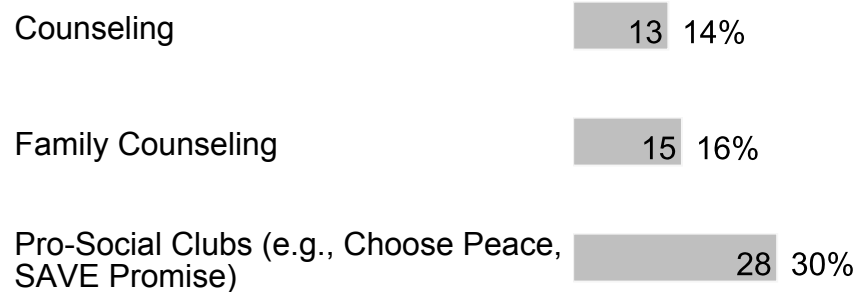 Counseling 13 14%
Family Counseling 15 16%
Pro-Social Clubs (e.g., Choose Peace,
SAVE Promise) 28 30%